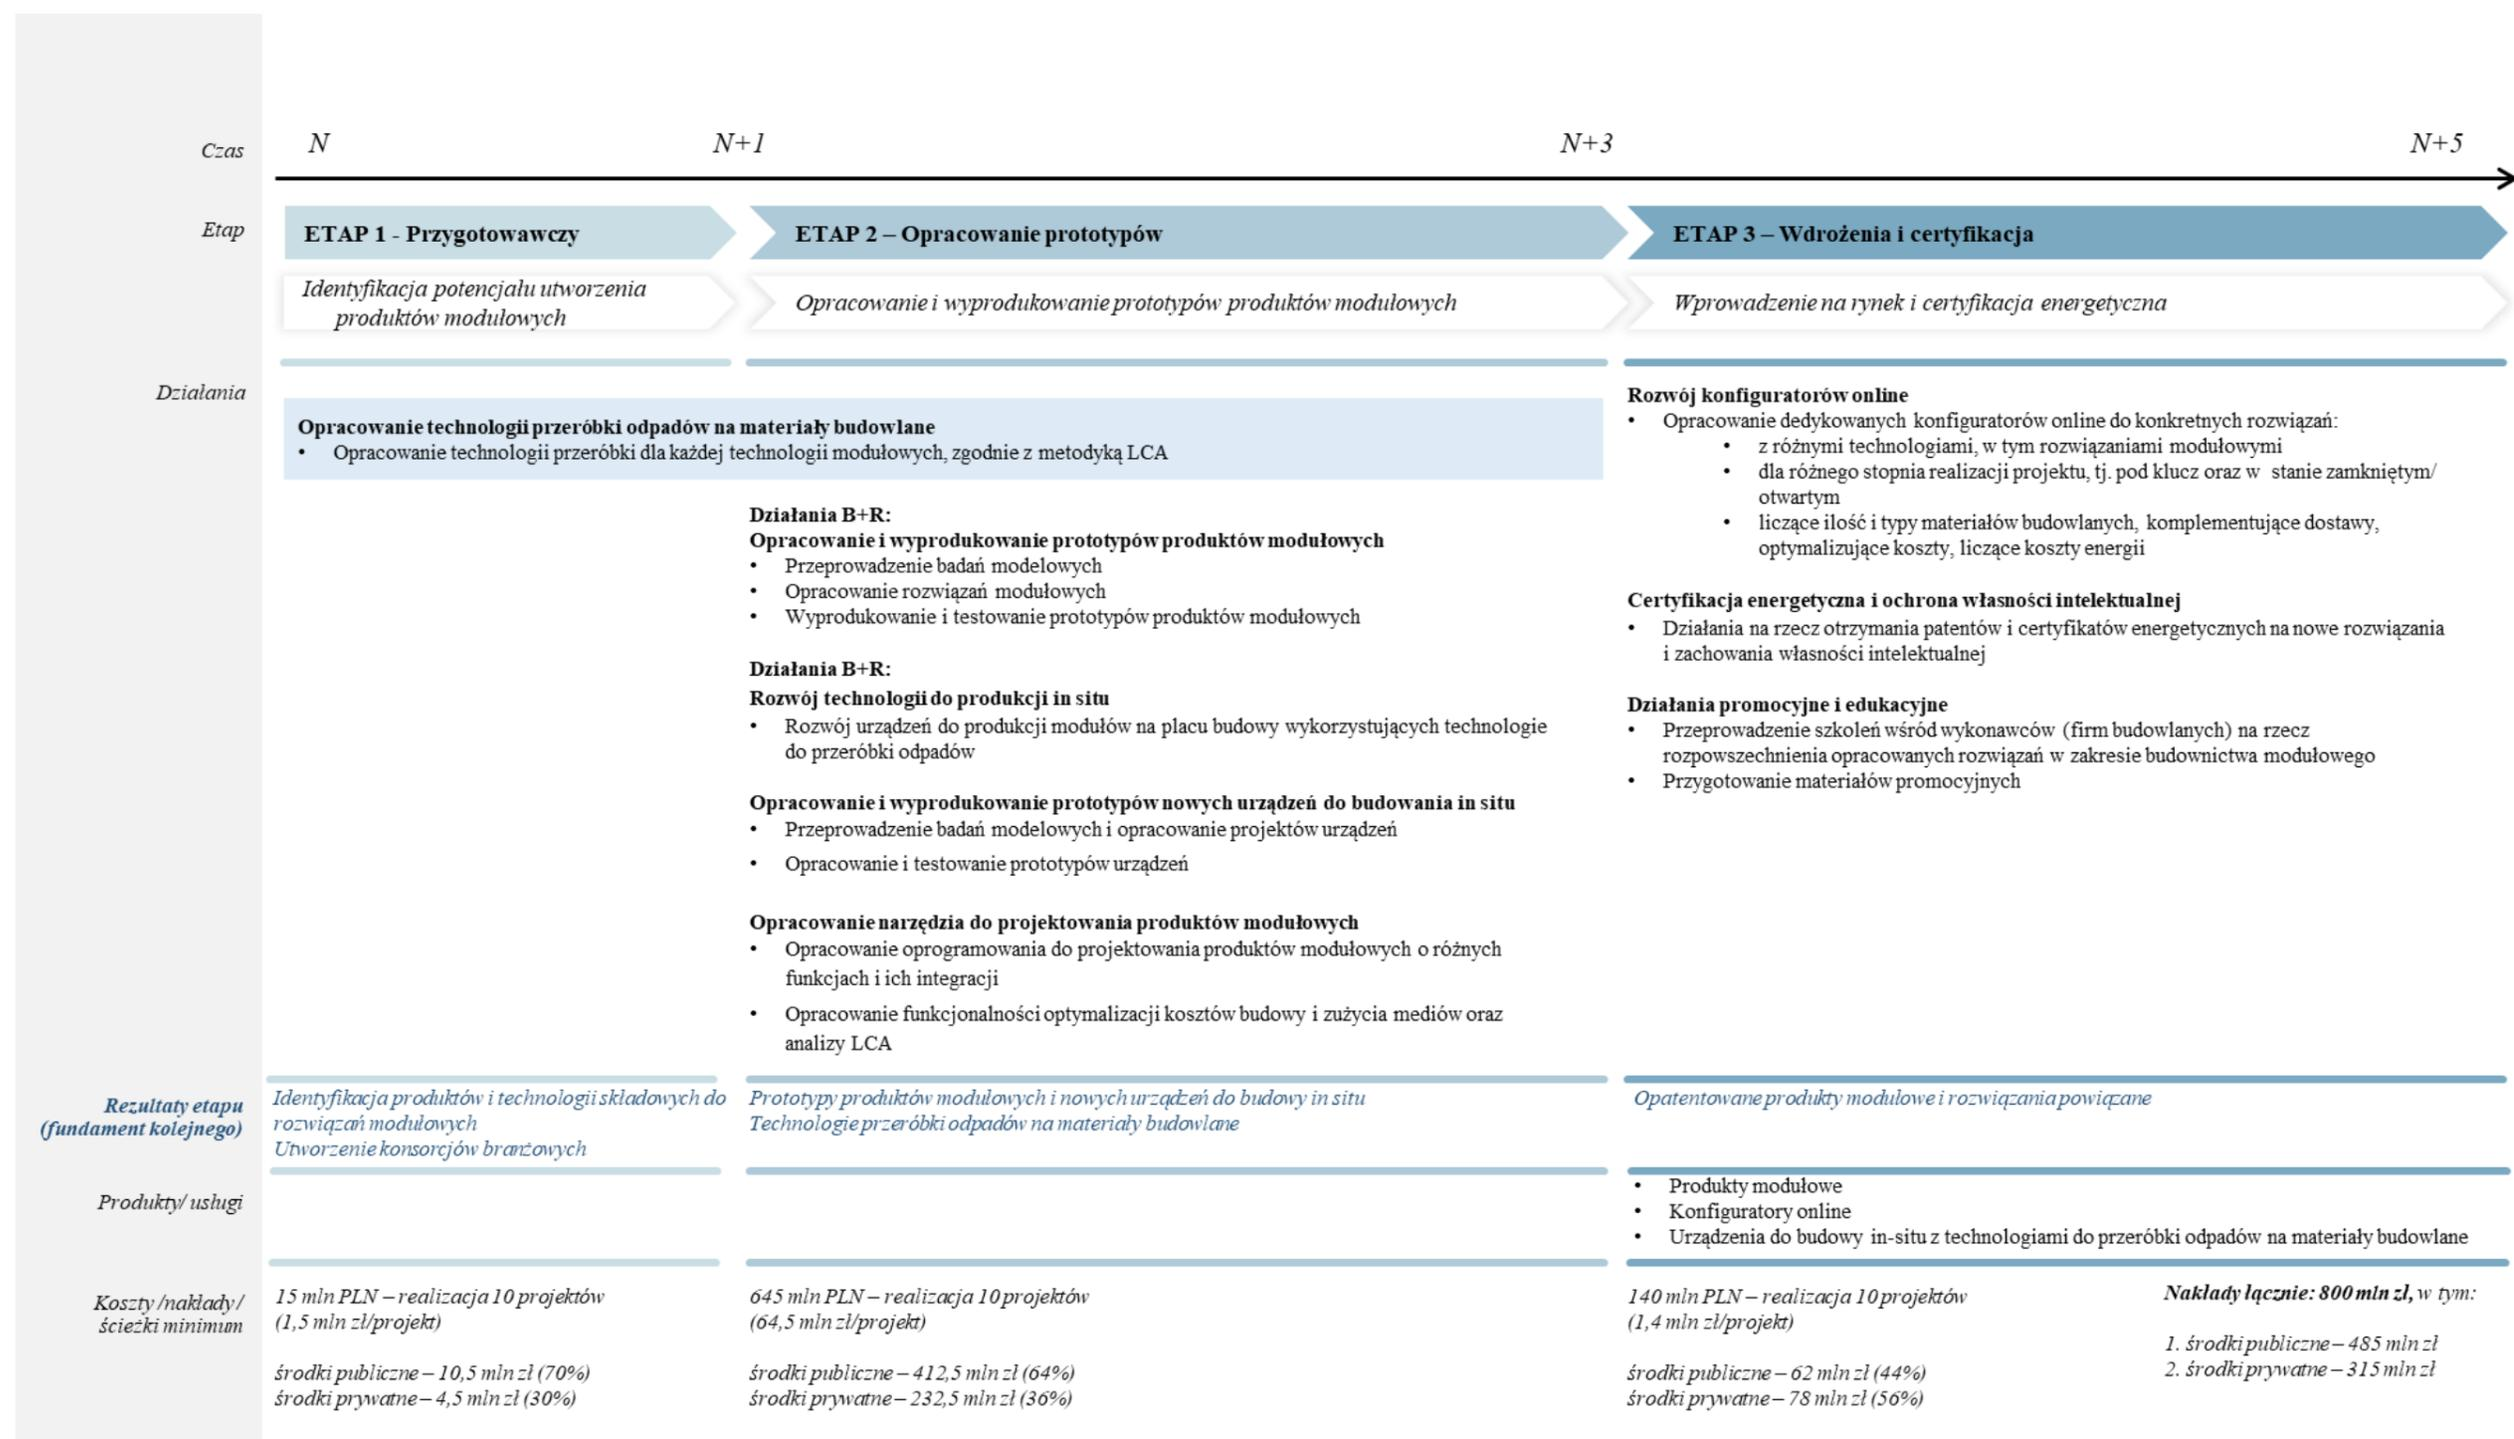 Czas
N
N+1
N+3
N+5
Etap
ETAP 1 - Przygotowawczy
ETAP 2 – Opracowanie prototypów
ETAP 3 – Wdrożenia i certyfikacja
Identyfikacja potencjału utworzenia
produktów modułowych
Opracowanie i wyprodukowanie prototypów produktów modułowych
Wprowadzenie na rynek i certyfikacja energetyczna
Działania
Opracowanie technologii przeróbki odpadów na materiały budowlane
• Opracowanie technologii przeróbki dla każdej technologii modułowych, zgodnie z metodyką LCA
Działania B+R:
Opracowanie i wyprodukowanie prototypów produktów modułowych
• Przeprowadzenie badań modelowych
• Opracowanie rozwiązań modułowych
• Wyprodukowanie i testowanie prototypów produktów modułowych
Działania B+R:
Rozwój technologii do produkcji in situ
• Rozwój urządzeń do produkcji modułów na placu budowy wykorzystujących technologie
do przeróbki odpadów
Opracowanie i wyprodukowanie prototypów nowych urządzeń do budowania in situ
• Przeprowadzenie badań modelowych i opracowanie projektów urządzeń
• Opracowanie i testowanie prototypów urządzeń
Opracowanie narzędzia do projektowania produktów modułowych
• Opracowanie oprogramowania do projektowania produktów modułowych o różnych
funkcjach i ich integracji
• Opracowanie funkcjonalności optymalizacji kosztów budowy i zużycia mediów oraz
analizy LCA
Rozwój konfiguratorów online
• Opracowanie dedykowanych konfiguratorów online do konkretnych rozwiązań:
• z różnymi technologiami, w tym rozwiązaniami modułowymi
• dla różnego stopnia realizacji projektu, tj. pod klucz oraz w stanie zamkniętym/
otwartym
• liczące ilość i typy materiałów budowlanych, komplementujące dostawy,
optymalizujące koszty, liczące koszty energii
Certyfikacja energetyczna i ochrona własności intelektualnej
• Działania na rzecz otrzymania patentów i certyfikatów energetycznych na nowe rozwiązania
i zachowania własności intelektualnej
Działania promocyjne i edukacyjne
• Przeprowadzenie szkoleń wśród wykonawców (firm budowlanych) na rzecz
rozpowszechnienia opracowanych rozwiązań w zakresie budownictwa modułowego
• Przygotowanie materiałów promocyjnych
Rezultaty etapu
(fundament kolejnego)
Identyfikacja produktów i technologii składowych do
rozwiązań modułowych
Utworzenie konsorcjów branżowych
Prototypy produktów modułowych i nowych urządzeń do budowy in situ
Technologie przeróbki odpadów na materiały budowlane
Opatentowane produkty modułowe i rozwiązania powiązane
Produkty/ usługi
• Produkty modułowe
• Konfiguratory online
• Urządzenia do budowy in-situ z technologiami do przeróbki odpadów na materiały budowlane
Koszty /nakłady/
ścieżki minimum
15 mln PLN – realizacja 10 projektów
(1,5 mln zł/projekt)
środki publiczne – 10,5 mln zł (70%)
środki prywatne – 4,5 mln zł (30%)
645 mln PLN – realizacja 10 projektów
(64,5 mln zł/projekt)
środki publiczne – 412,5 mln zł (64%)
środki prywatne – 232,5 mln zł (36%)
140 mln PLN – realizacja 10 projektów
(1,4 mln zł/projekt)
środki publiczne – 62 mln zł (44%)
środki prywatne – 78 mln zł (56%)
Nakłady łącznie: 800 mln zł, w tym:
1. środki publiczne – 485 mln zł
2. środki prywatne – 315 mln zł